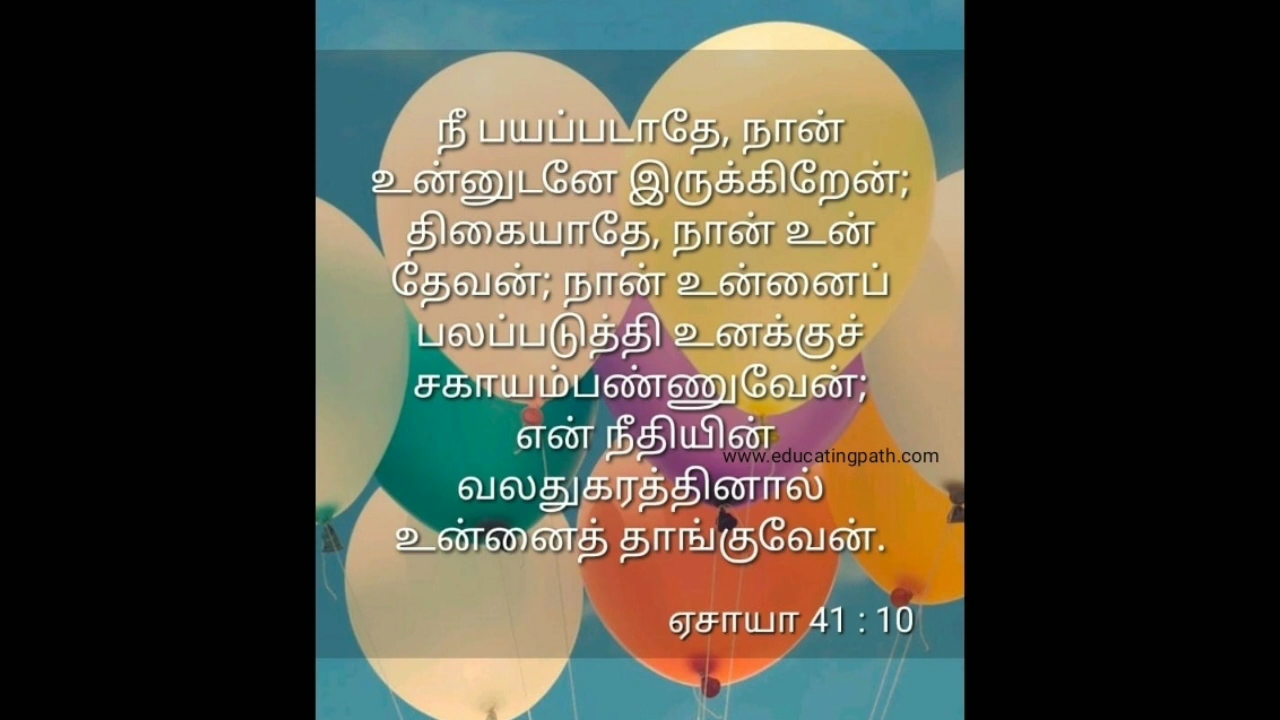 நீ பயப்படாதே, நான்
உன்னுடனே இருக்கிறேன்;
திகையாதே, நான் உன்
தேவன்; நான் உன்னைப்
பலப்படுத்தி உனக்குச்
சகாயம்பண்ணுவேன்;
என் நீதியின்
www.educatingpath.com
வலதுகரத்தினால்
உன்னைத் தாங்குவேன்.
ஏசாயா 41 : 10